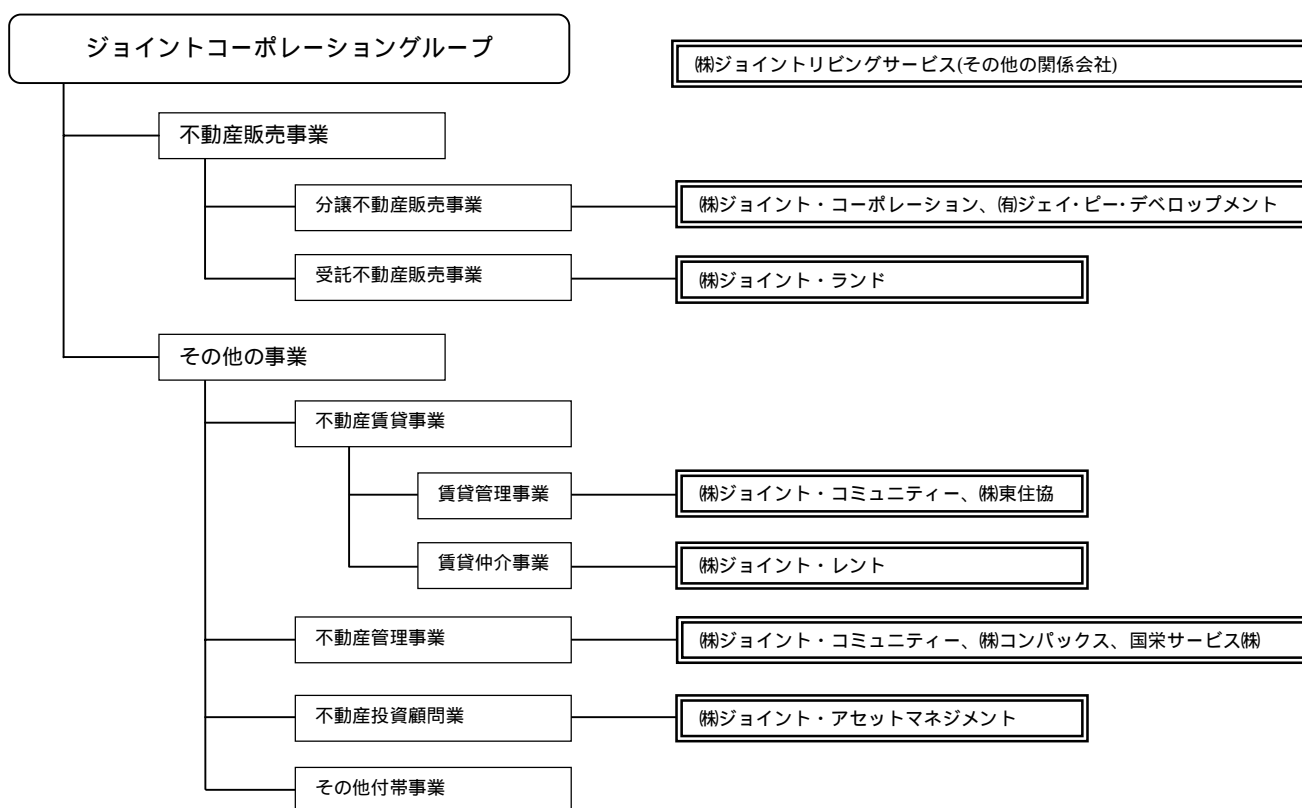 ジョイントコーポレーショングループ
㈱ジョイントリビングサービス(その他の関係会社)
不動産販売事業
分譲不動産販売事業
㈱ジョイント・コーポレーション、㈲ジェイ・ピー・デベロップメント
受託不動産販売事業
㈱ジョイント・ランド
その他の事業
不動産賃貸事業
賃貸管理事業
㈱ジョイント・コミュニティー、㈱東住協
賃貸仲介事業
㈱ジョイント・レント
不動産管理事業
㈱ジョイント・コミュニティー、㈱コンパックス、国栄サービス㈱
不動産投資顧問業
㈱ジョイント・アセットマネジメント
その他付帯事業